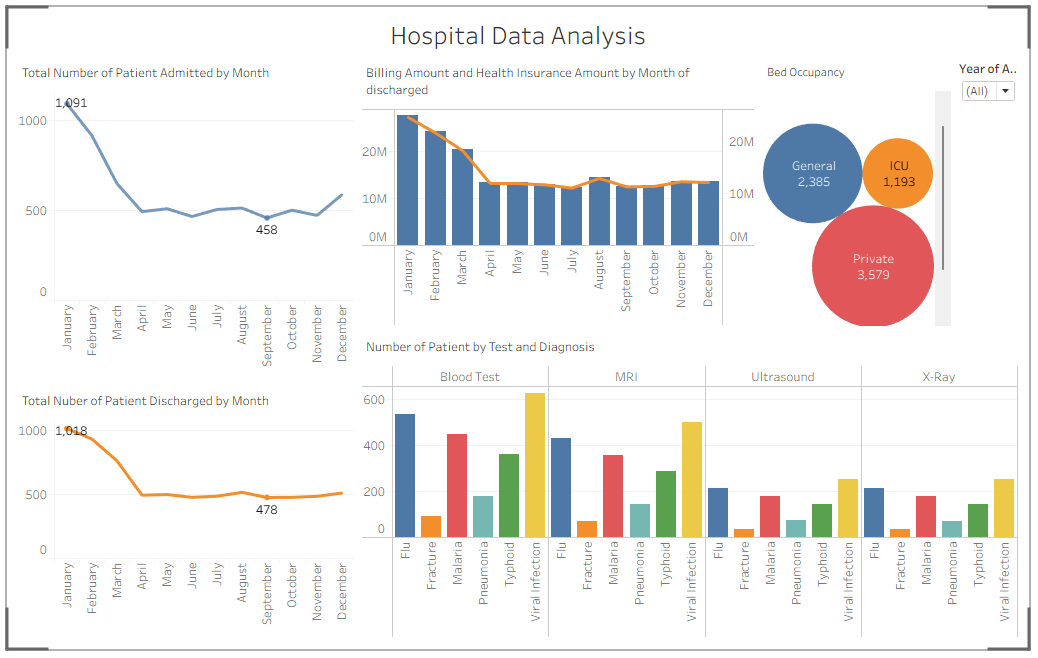 Hospital Data Analysis
Total Number of Patient Admitted by Month
1,091
1000
500
458
0
January
February
March
April
May
June
July
August
September
October
November
December
Total Nuber of Patient Discharged by Month
1,018
1000
500
478
0
January
February
March
April
May
June
July
August
September
October
November
December
Billing Amount and Health Insurance Amount by Month of
discharged
20M
10M
0M
20M
10M
0M
January
February
March
April
May
June
July
August
September
October
November
December
Bed Occupancy
General
2,385
ICU
1,193
Private
3,579
Year of A..
(All)
Number of Patient by Test and Diagnosis
Blood Test
MRI
Ultrasound
X-Ray
600
400
200
0
Flu
Fracture
Malaria
Pneumonia
Typhoid
Viral Infection
Flu
Fracture
Malaria
Pneumonia
Typhoid
Viral Infection
Flu
Fracture
Malaria
Pneumonia
Typhoid
Viral Infection
Flu
Fracture
Malaria
Pneumonia
Typhoid
Viral Infection